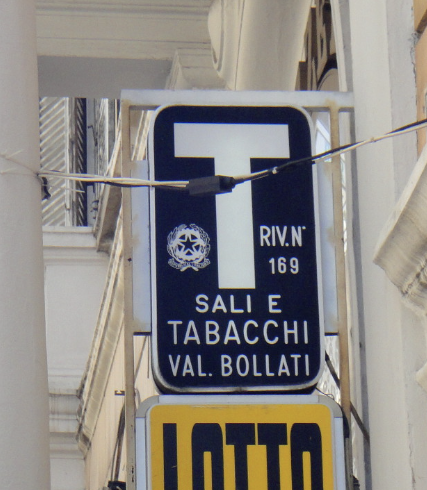 T
RIV. N°
169
SALI E
TABACCHI
VAL. BOLLATI
LOTTO